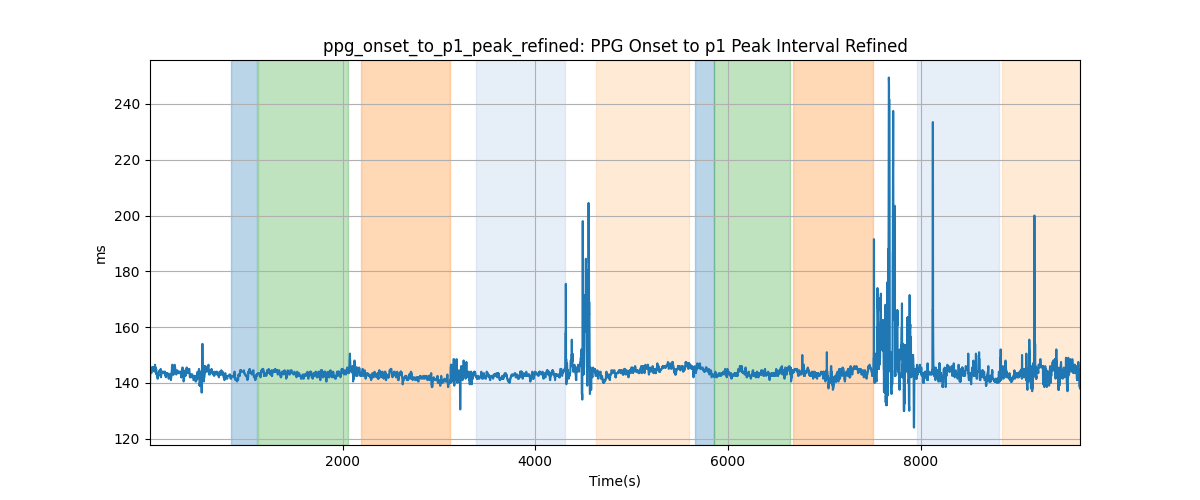 ppg_onset_to_p1_peak_refined: PPG Onset to p1 Peak Interval Refined
240
220
200
180
160
140
120
ms
2000 4000 6000 8000
Time(s)